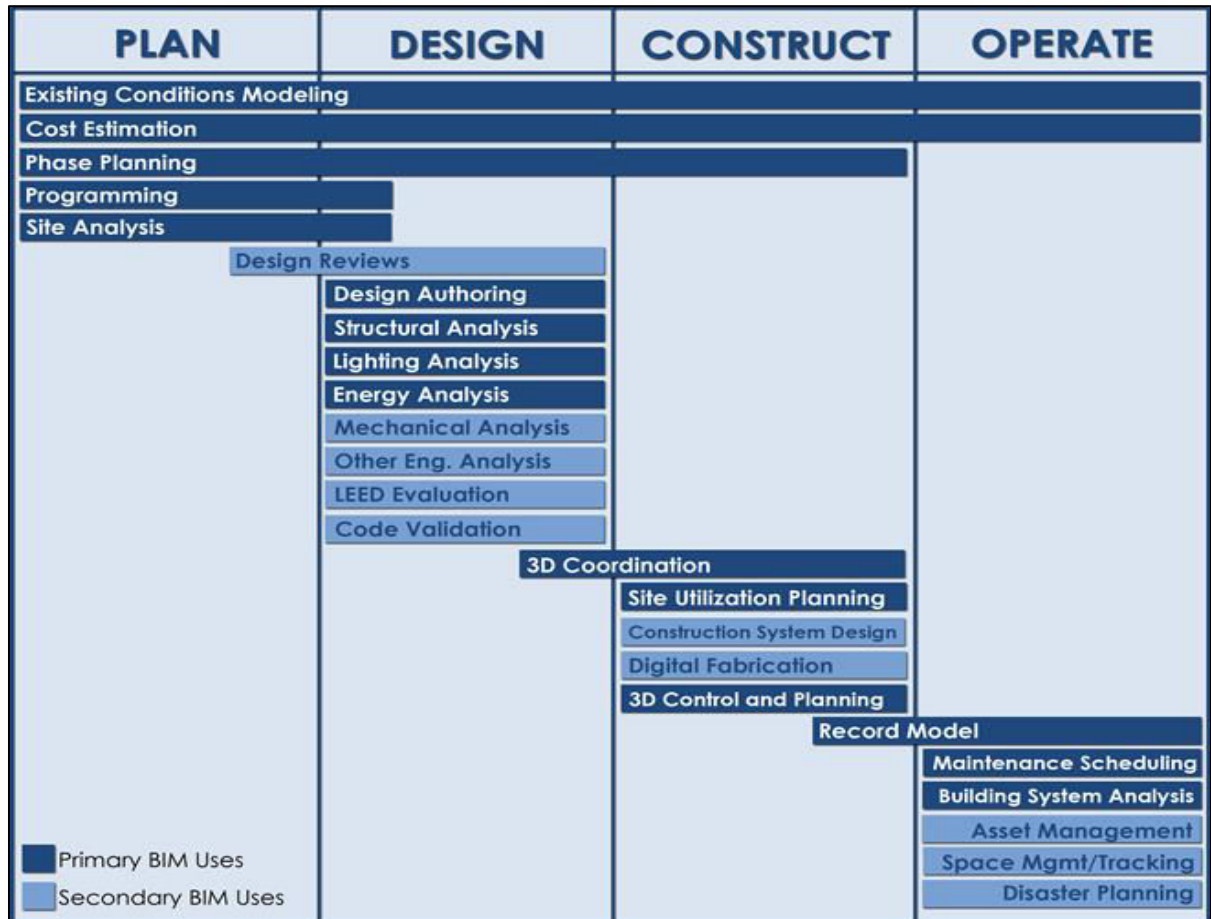 PLAN
DESIGN
CONSTRUCT
OPERATE
Existing Conditions Modeling
Cost Estimation
Phase Planning
Programming
Site Analysis
Design Reviews
Design Authoring
Structural Analysis
Lighting Analysis
Energy Analysis
Mechanical Analysis
Other Eng. Analysis
LEED Evaluation
Code Validation
3D Coordination
Site Utilization Planning
Construction System Design
Digital Fabrication
3D Control and Planning
Record Model
Maintenance Scheduling
Building System Analysis
Asset Management
Space Mgmt/Tracking
Disaster Planning
Primary BIM Uses
Secondary BIM Uses